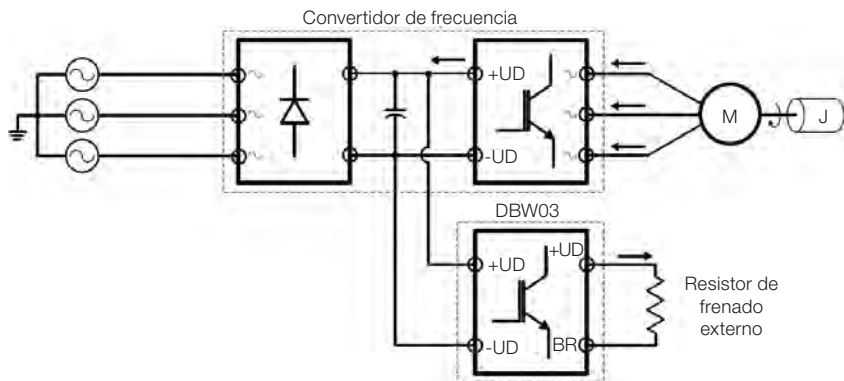 Convertidor de frecuencia
+UD
-UD
M
J
DBW03
+UD
+UD
-UD
BR
Resistor de
frenado
externo